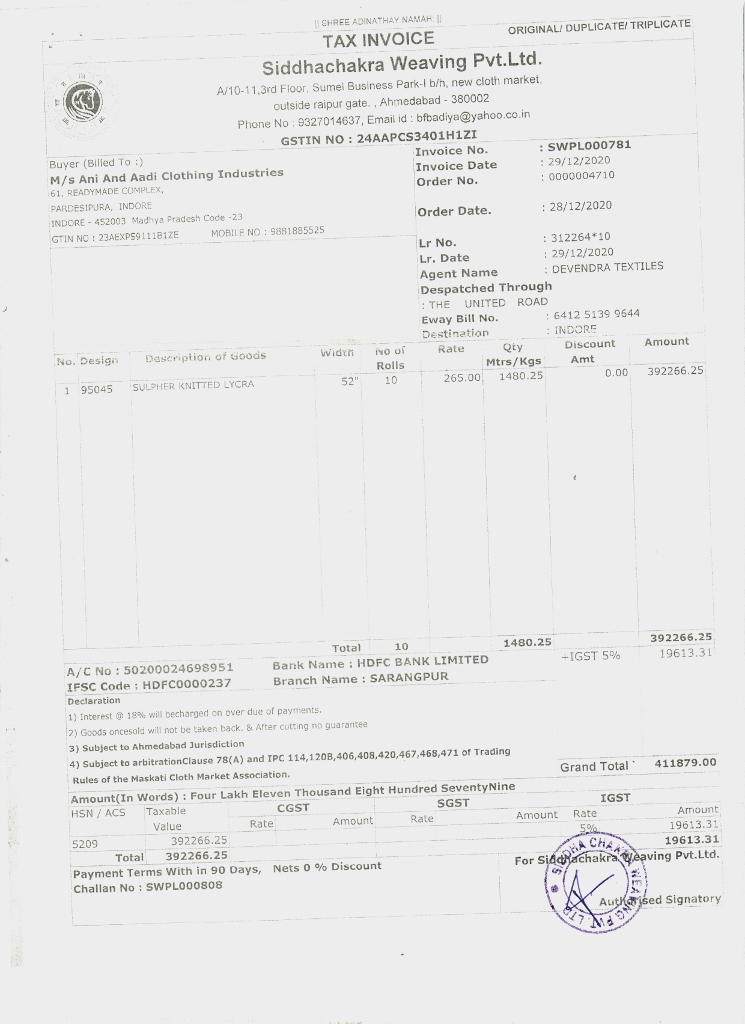 || SHREE ADINATHAY NAMAH ||
ORIGINAL/ DUPLICATE/ TRIPLICATE
TAX INVOICE
Siddhachakra Weaving Pvt.Ltd.
A/10-11,3rd Floor, Sumel Business Park-I b/h, new cloth market,
outside raipur gate. , Ahmedabad - 380002
Phone No : 9327014637, Email id : bfbadiya@yahoo.co.in
GSTIN NO : 24AAPCS3401H1ZI
Buyer (Billed To :)
M/s Ani And Aadi Clothing Industries
61, READYMADE COMPLEX,
PARDESIPURA, INDORE
INDORE - 452003 Madhya Pradesh Code -23
GTIN NO : 23AEXPS9111B1ZE MOBILE NO : 9881885525
Invoice No. : SWPL000781
Invoice Date : 29/12/2020
Order No. : 0000004710
Order Date. : 28/12/2020
Lr No. : 312264*10
Lr. Date : 29/12/2020
Agent Name : DEVENDRA TEXTILES
Despatched Through
: THE UNITED ROAD
Eway Bill No. : 6412 5139 9644
Destination : INDORE
No. Design Description of Goods Width No of Rolls Rate Qty Mtrs/Kgs Discount Amt Amount
1 95045 SULPHER KNITTED LYCRA 52" 10 265.00 1480.25 0.00 392266.25
Total 10 1480.25 392266.25
A/C No : 50200024698951 Bank Name : HDFC BANK LIMITED +IGST 5% 19613.31
IFSC Code : HDFC0000237 Branch Name : SARANGPUR
Declaration
1) Interest @ 18% will becharged on over due of payments.
2) Goods oncesold will not be taken back. & After cutting no guarantee
3) Subject to Ahmedabad Jurisdiction
4) Subject to arbitrationClause 78(A) and IPC 114,120B,406,408,420,467,468,471 of Trading
Rules of the Maskati Cloth Market Association.
Grand Total 411879.00
Amount(In Words) : Four Lakh Eleven Thousand Eight Hundred SeventyNine
HSN / ACS Taxable Value CGST SGST IGST
Rate Amount Rate Amount Rate Amount
5209 392266.25 5% 19613.31
Total 392266.25 19613.31
Payment Terms With in 90 Days, Nets 0 % Discount
Challan No : SWPL000808
For Siddhachakra Weaving Pvt.Ltd.
SIDDHA CHAKRA WEAVING PVT. LTD.
Authorised Signatory